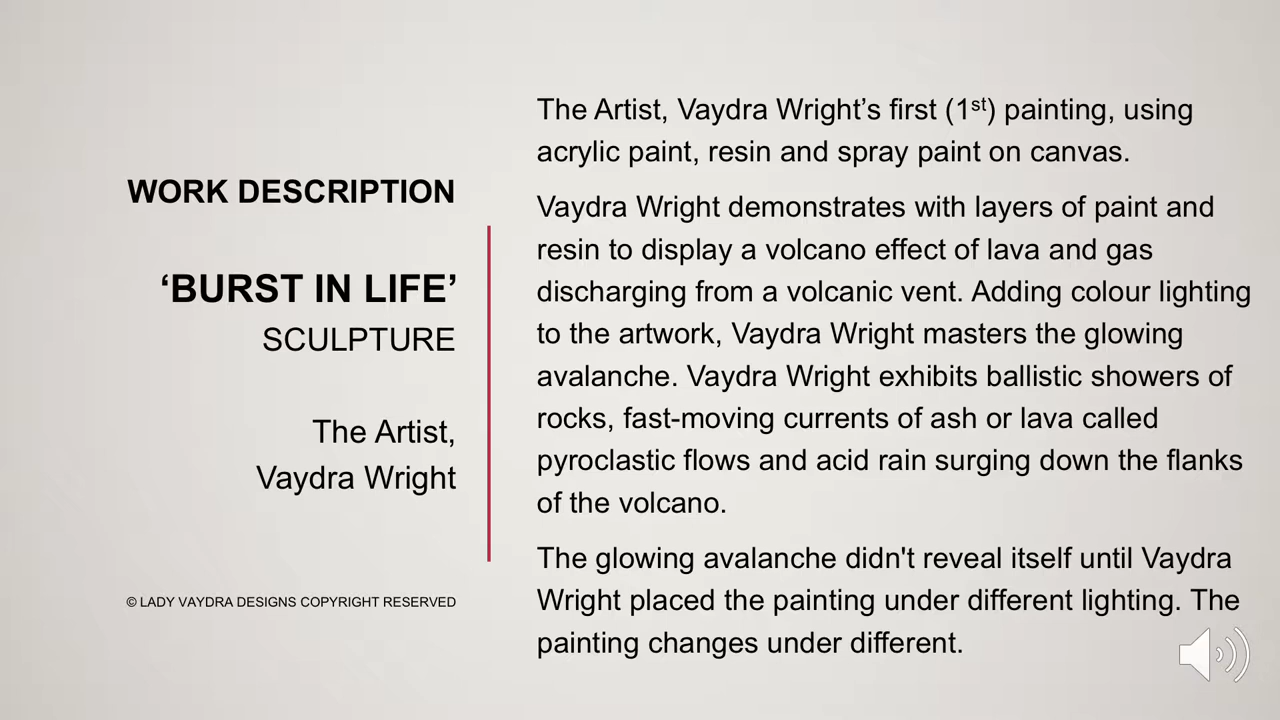 WORK DESCRIPTION
‘BURST IN LIFE’
SCULPTURE
The Artist,
Vaydra Wright
© LADY VAYDRA DESIGNS COPYRIGHT RESERVED
The Artist, Vaydra Wright’s first (1st) painting, using
acrylic paint, resin and spray paint on canvas.
Vaydra Wright demonstrates with layers of paint and
resin to display a volcano effect of lava and gas
discharging from a volcanic vent. Adding colour lighting
to the artwork, Vaydra Wright masters the glowing
avalanche. Vaydra Wright exhibits ballistic showers of
rocks, fast-moving currents of ash or lava called
pyroclastic flows and acid rain surging down the flanks
of the volcano.
The glowing avalanche didn't reveal itself until Vaydra
Wright placed the painting under different lighting. The
painting changes under different.